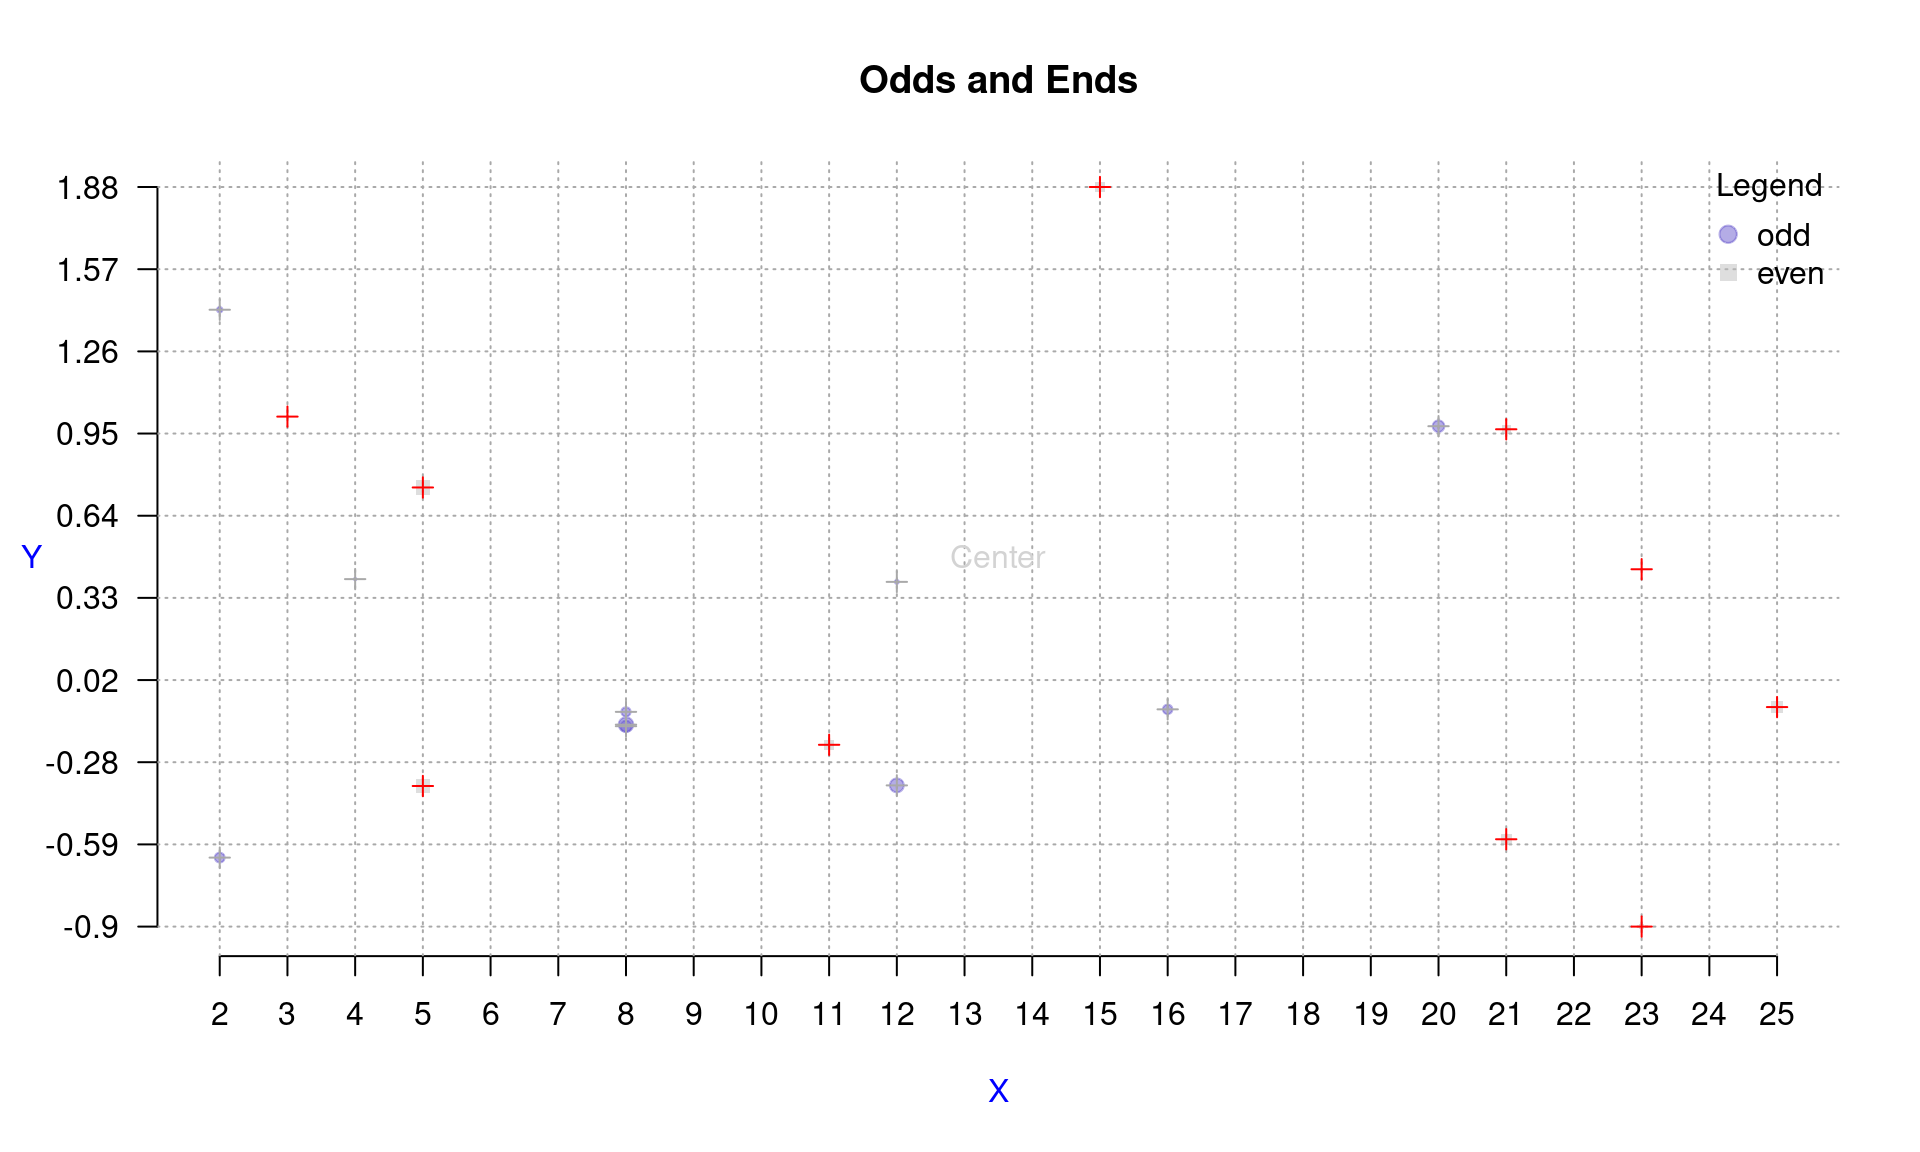 Odds and Ends
1.88
1.57
1.26
0.95
0.64
0.33
0.02
-0.28
-0.59
-0.9
Y
Legend
odd
even
Center
2 3 4 5 6 7 8 9 10 11 12 13 14 15 16 17 18 19 20 21 22 23 24 25
X